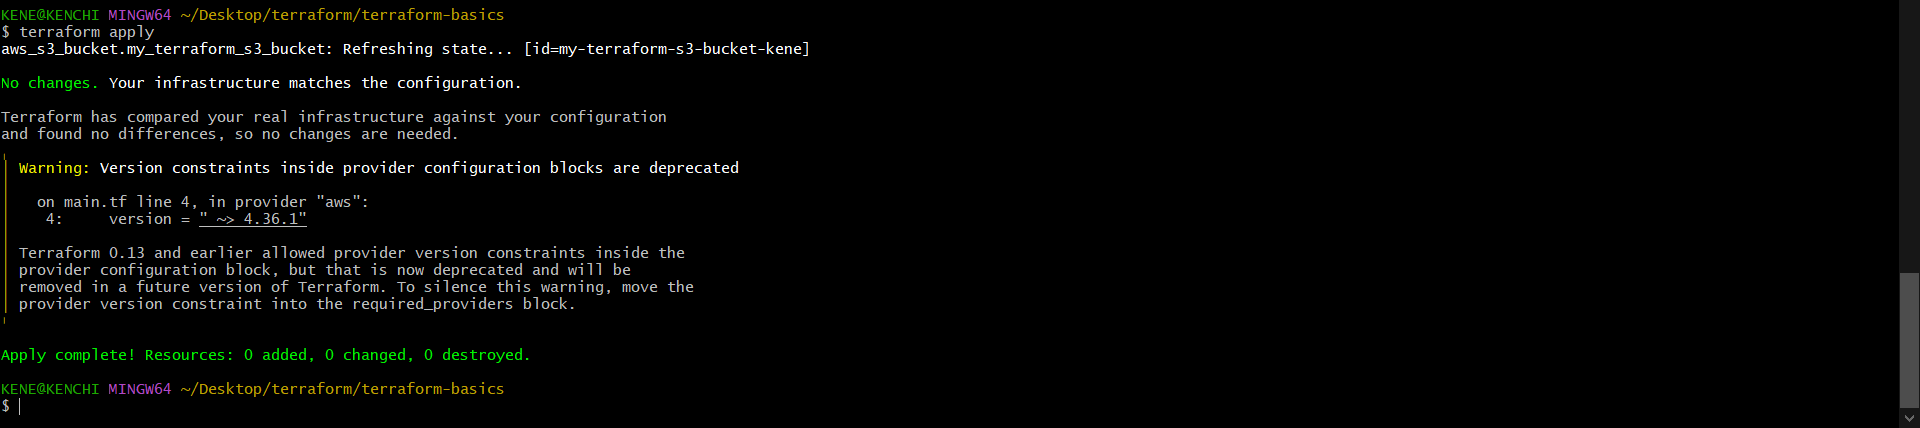 KENE@KENCHI MINGW64 ~/Desktop/terraform/terraform-basics
$ terraform apply
aws_s3_bucket.my_terraform_s3_bucket: Refreshing state... [id=my-terraform-s3-bucket-kene]
No changes. Your infrastructure matches the configuration.
Terraform has compared your real infrastructure against your configuration
and found no differences, so no changes are needed.
Warning: Version constraints inside provider configuration blocks are deprecated
on main.tf line 4, in provider "aws":
4:     version = " ~> 4.36.1"
Terraform 0.13 and earlier allowed provider version constraints inside the
provider configuration block, but that is now deprecated and will be
removed in a future version of Terraform. To silence this warning, move the
provider version constraint into the required_providers block.
Apply complete! Resources: 0 added, 0 changed, 0 destroyed.
KENE@KENCHI MINGW64 ~/Desktop/terraform/terraform-basics
$